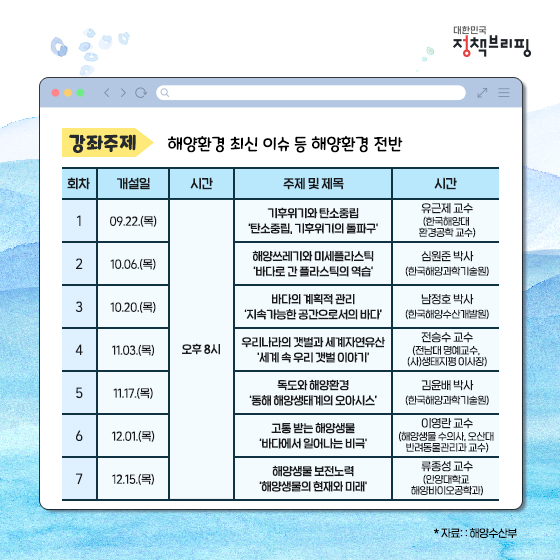 대한민국
정책브리핑
강좌주제
해양환경 최신 이슈 등 해양환경 전반
회차 개설일 시간 주제 및 제목 시간
1 09.22.(목)
기후위기와 탄소중립
'탄소중립, 기후위기의 돌파구'
유근제 교수
(한국해양대
환경공학 교수)
2 10.06.(목)
해양쓰레기와 미세플라스틱
'바다로 간 플라스틱의 역습'
심원준 박사
(한국해양과학기술원)
3 10.20.(목)
바다의 계획적 관리
'지속가능한 공간으로서의 바다'
남정호 박사
(한국해양수산개발원)
4 11.03.(목)
오후 8시
우리나라의 갯벌과 세계자연유산
'세계 속 우리 갯벌 이야기'
전승수 교수
(전남대 명예교수,
(사)생태지평 이사장)
5 11.17.(목)
독도와 해양환경
'동해 해양생태계의 오아시스'
김윤배 박사
(한국해양과학기술원)
6 12.01.(목)
고통 받는 해양생물
'바다에서 일어나는 비극'
이영란 교수
(해양생물 수의사, 오산대
반려동물관리과 교수)
7 12.15.(목)
해양생물 보전노력
'해양생물의 현재와 미래'
류종성 교수
(안양대학교
해양바이오공학과)
* 자료: : 해양수산부